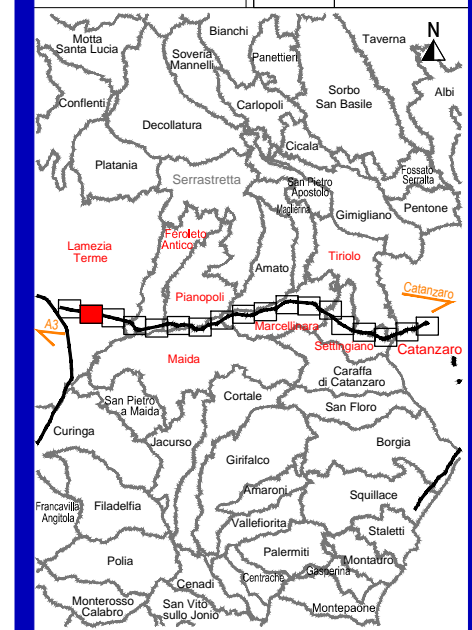 Bianchi
Motta
Santa Lucia
Soveria
Mannelli
Panettieri
Taverna
N
Albi
Conflenti
Carlopoli
Sorbo
San Basile
Decollatura
Cicala
Platania
Serrastretta
San Pietro
Apostolo
Fossato
Serralta
Maglierina
Gimigliano
Pentone
Lamezia
Terme
Feroleto
Antico
Tiriolo
Amato
Catanzaro
Pianopoli
A3
Marcellinara
Settingiano
Catanzaro
Maida
Caraffa
di Catanzaro
San Pietro
a Maida
Cortale
San Floro
Curinga
Jacurso
Borgia
Girifalco
Amaroni
Squillace
Francavilla
Angitola
Filadelfia
Vallefiorita
Staletti
Palermiti
Montauro
Polia
Gasperina
Centrache
Cenadi
Monterosso
Calabro
San Vito
sullo Jonio
Montepaone